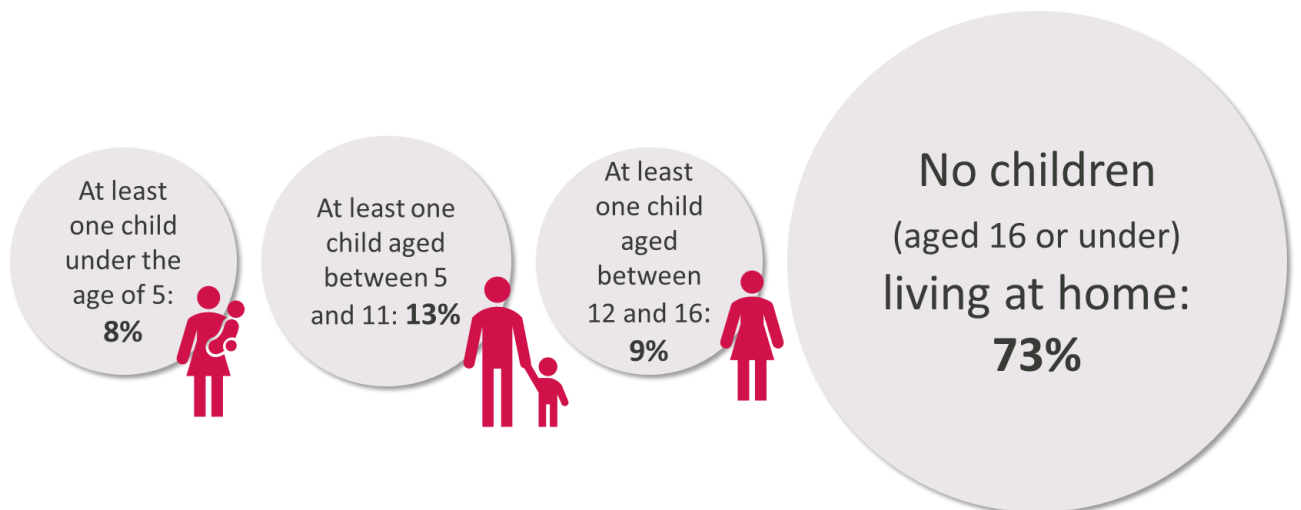 At least
one child
under the
age of 5:
8%
At least one
child aged
between 5
and 11: 13%
At least
one child
aged
between
12 and 16:
9%
No children
(aged 16 or under)
living at home:
73%